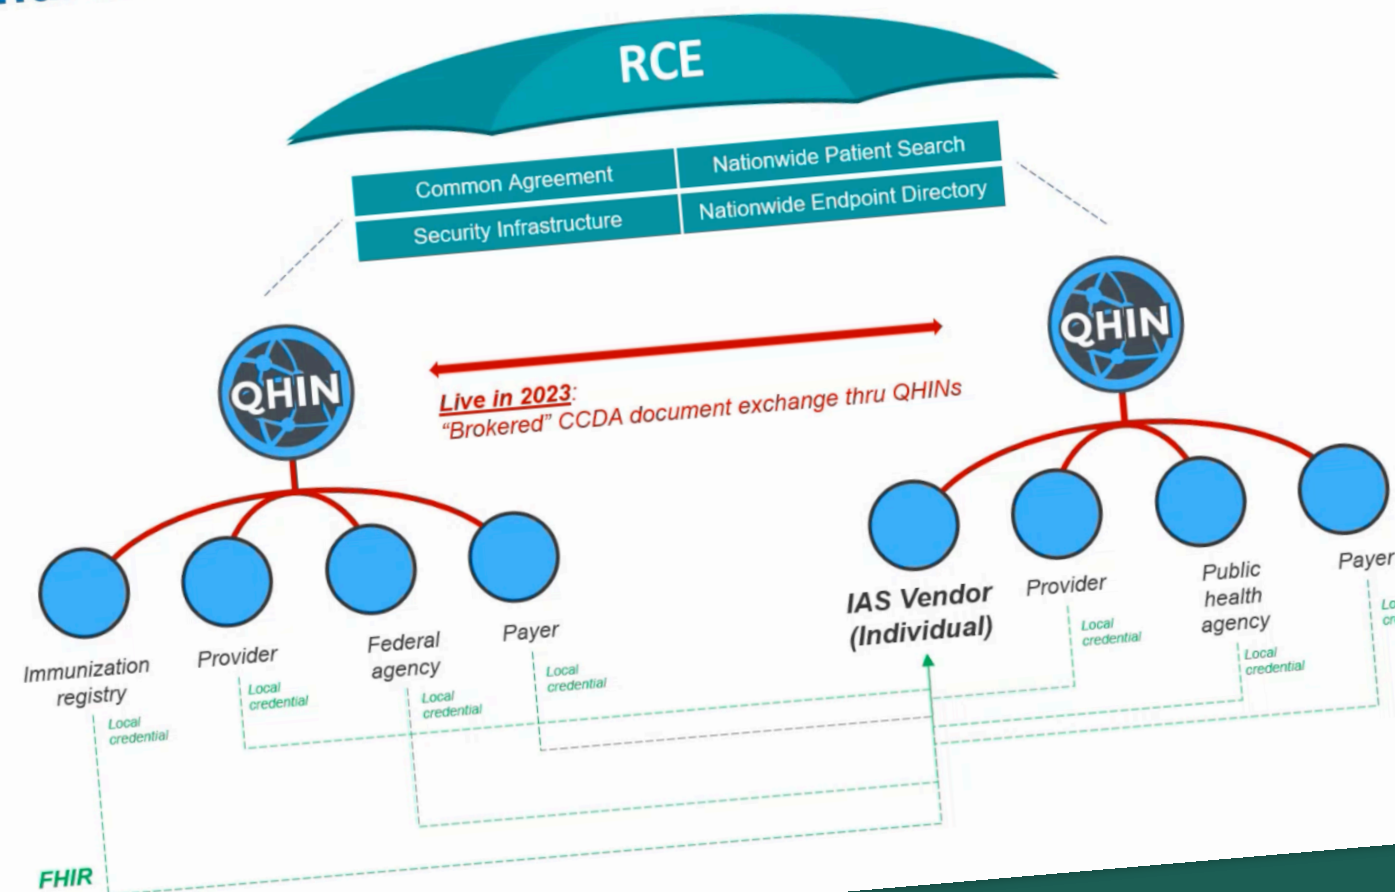 RCE
Common Agreement
Nationwide Patient Search
Security Infrastructure
Nationwide Endpoint Directory
QHIN
QHIN
Live in 2023:
“Brokered” CCDA document exchange thru QHINs
Immunization
registry
Provider
Federal
agency
Payer
IAS Vendor
(Individual)
Provider
Public
health
agency
Payer
Local
credential
Local
credential
Local
credential
Local
credential
Local
credential
Local
credential
FHIR